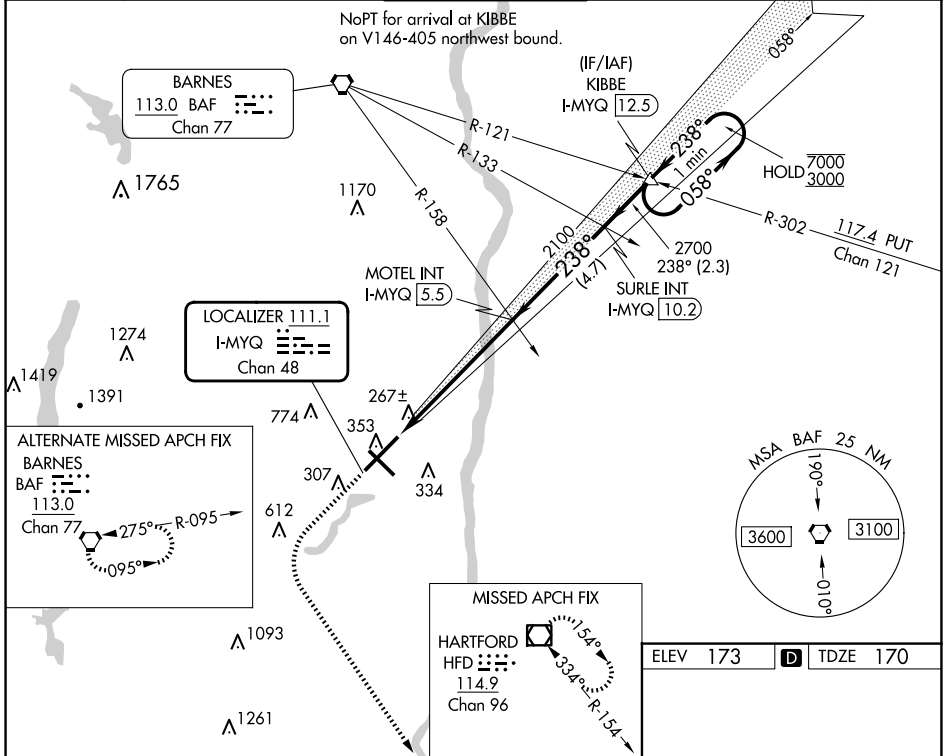 NoPT for arrival at KIBBE
on V146-405 northwest bound.
058°
BARNES
113.0 BAF
Chan 77
(IF/IAF)
KIBBE
I-MYQ 12.5
R-121
R-133
R-158
238°
1 min
058°
HOLD 7000
3000
1765
1170
2100
238°
(4.7)
2700
238° (2.3)
R-302
117.4 PUT
Chan 121
MOTEL INT
I-MYQ 5.5
SURLE INT
I-MYQ 10.2
LOCALIZER 111.1
I-MYQ
Chan 48
1274
1419
1391
774
267±
353
307
334
612
ALTERNATE MISSED APCH FIX
BARNES
BAF
113.0
Chan 77
275°
R-095
095°
MSA BAF 25 NM
190°
3600
3100
010°
1093
1261
MISSED APCH FIX
HARTFORD
HFD
114.9
Chan 96
154°
334°
R-154
ELEV 173 D TDZE 170